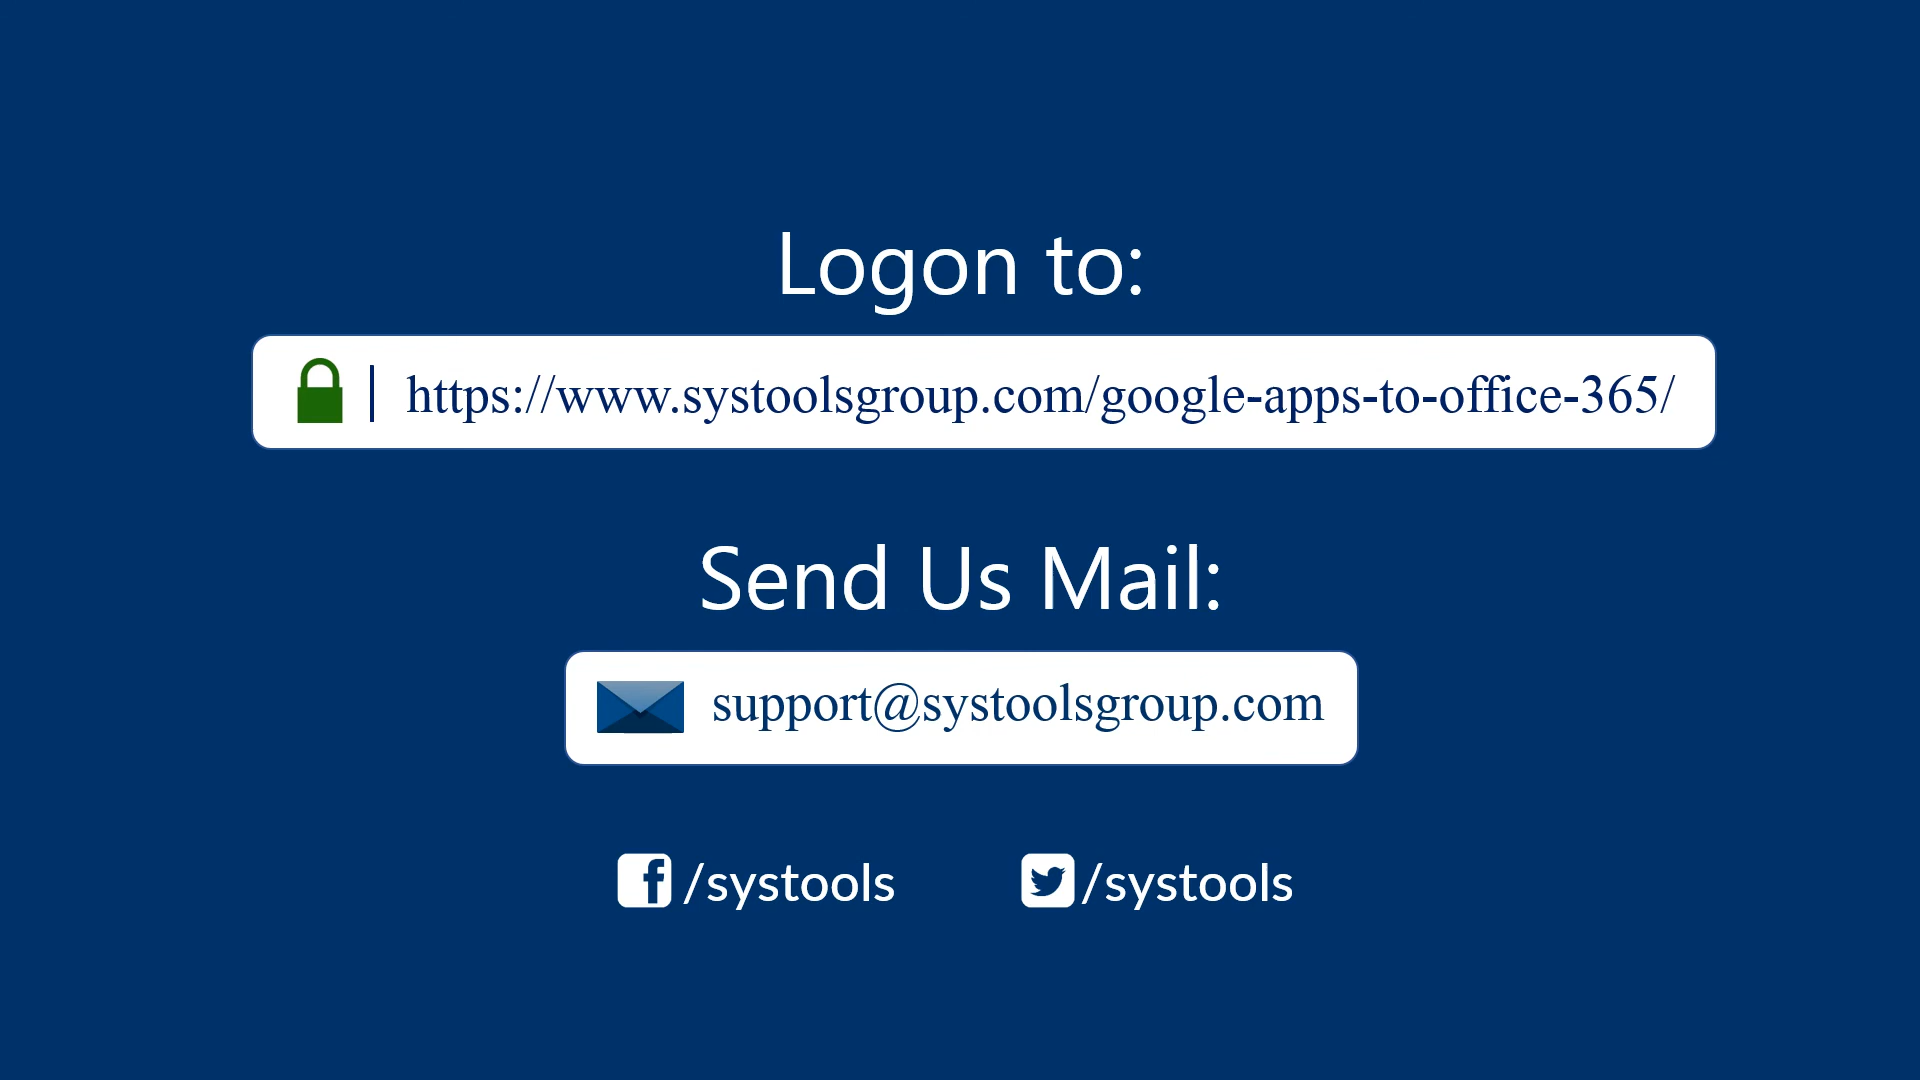 Logon to:
https://www.systoolsgroup.com/google-apps-to-office-365/
Send Us Mail:
support@systoolsgroup.com
/systools /systools